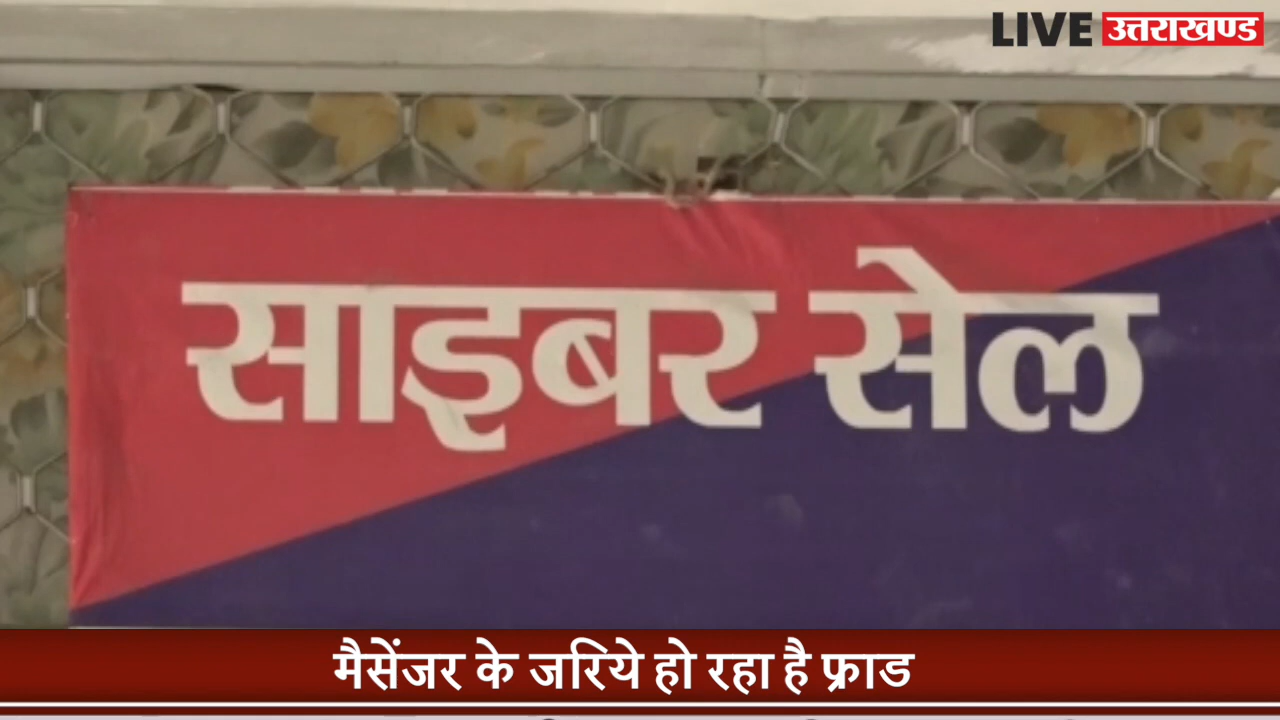 LIVE उत्तराखण्ड
साइबर सेल
मैसेंजर के जरिये हो रहा है फ्राड